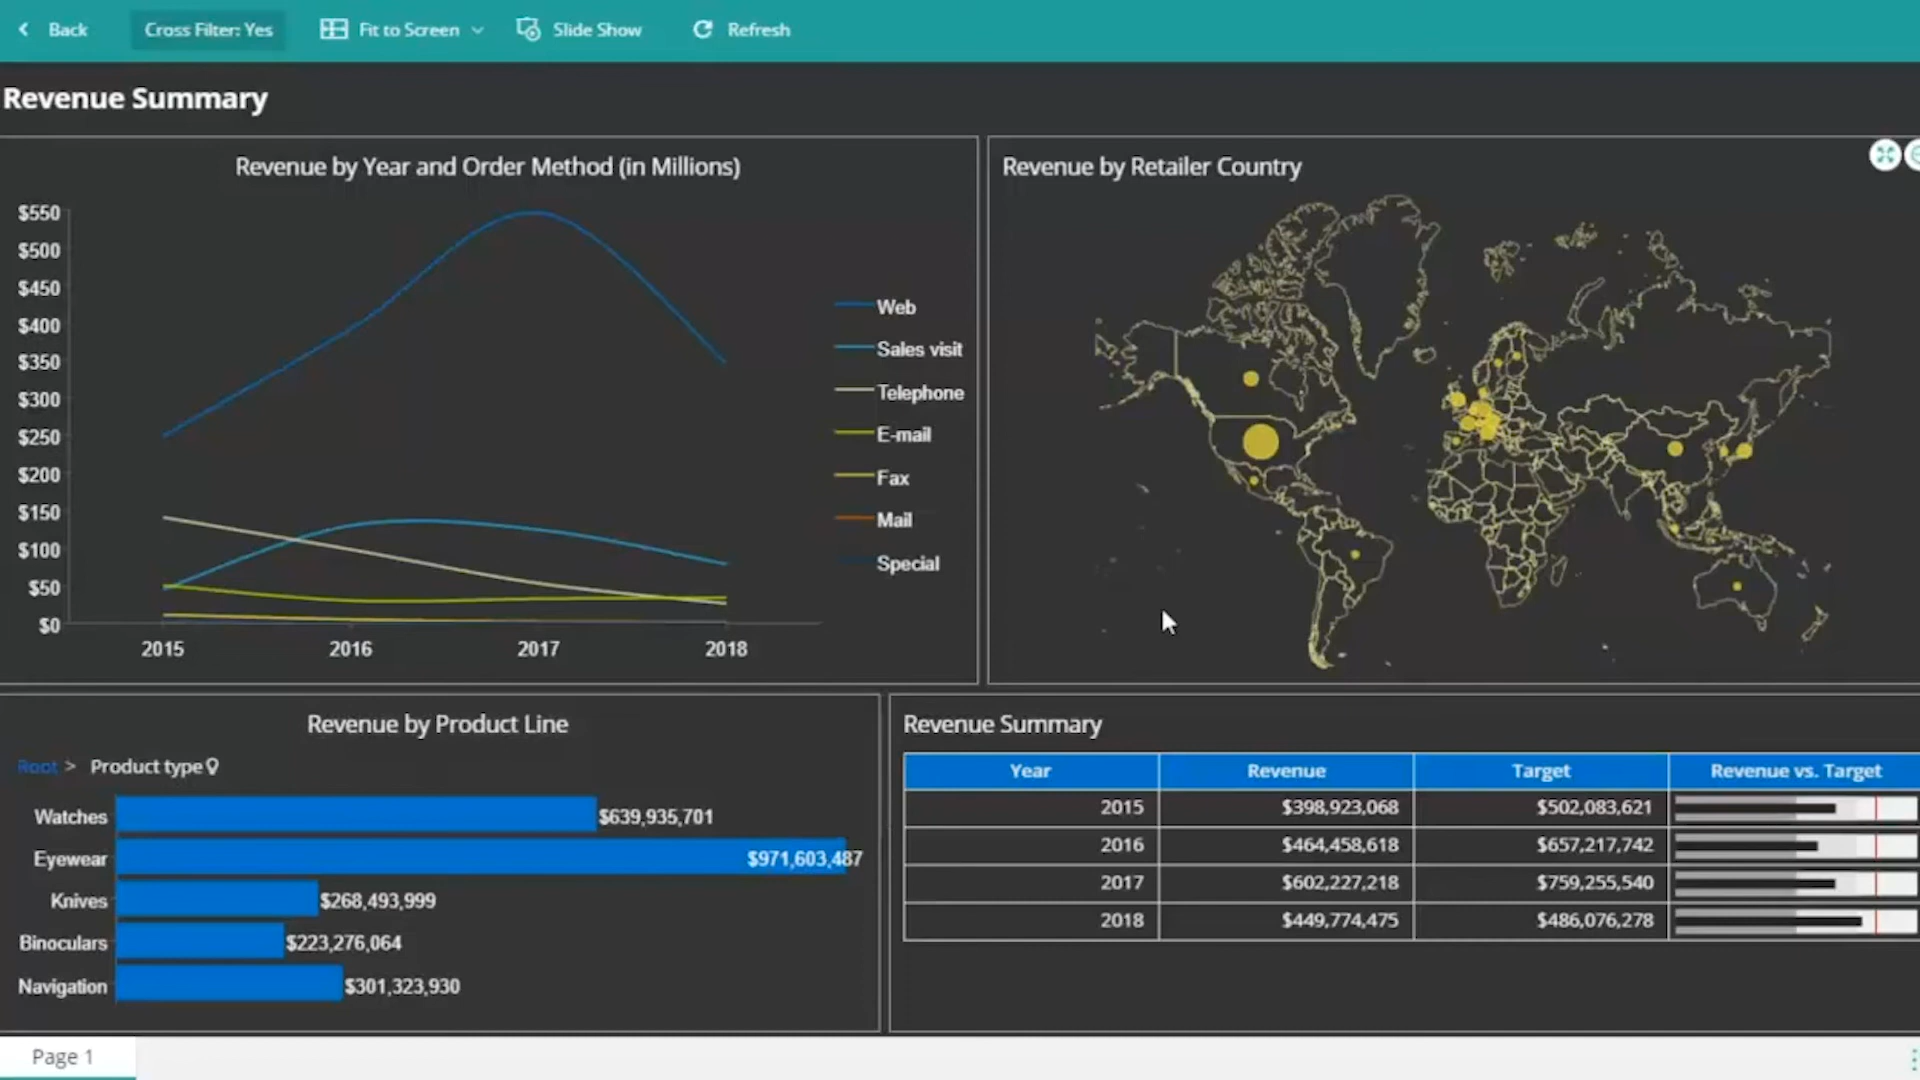 Back
Cross Filter: Yes
Fit to Screen
Slide Show
Refresh
Revenue Summary
Revenue by Year and Order Method (in Millions)
$550
$500
$450
$400
$350
$300
$250
$200
$150
$100
$50
$0
2015 2016 2017 2018
Web
Sales visit
Telephone
E-mail
Fax
Mail
Special
Revenue by Retailer Country
Revenue by Product Line
Root > Product type
Watches $639,935,701
Eyewear $971,603,487
Knives $268,493,999
Binoculars $223,276,064
Navigation $301,323,930
Revenue Summary
Year Revenue Target Revenue vs. Target
2015 $398,923,068 $502,083,621
2016 $464,458,618 $657,217,742
2017 $602,227,218 $759,255,540
2018 $449,774,475 $486,076,278
Page 1